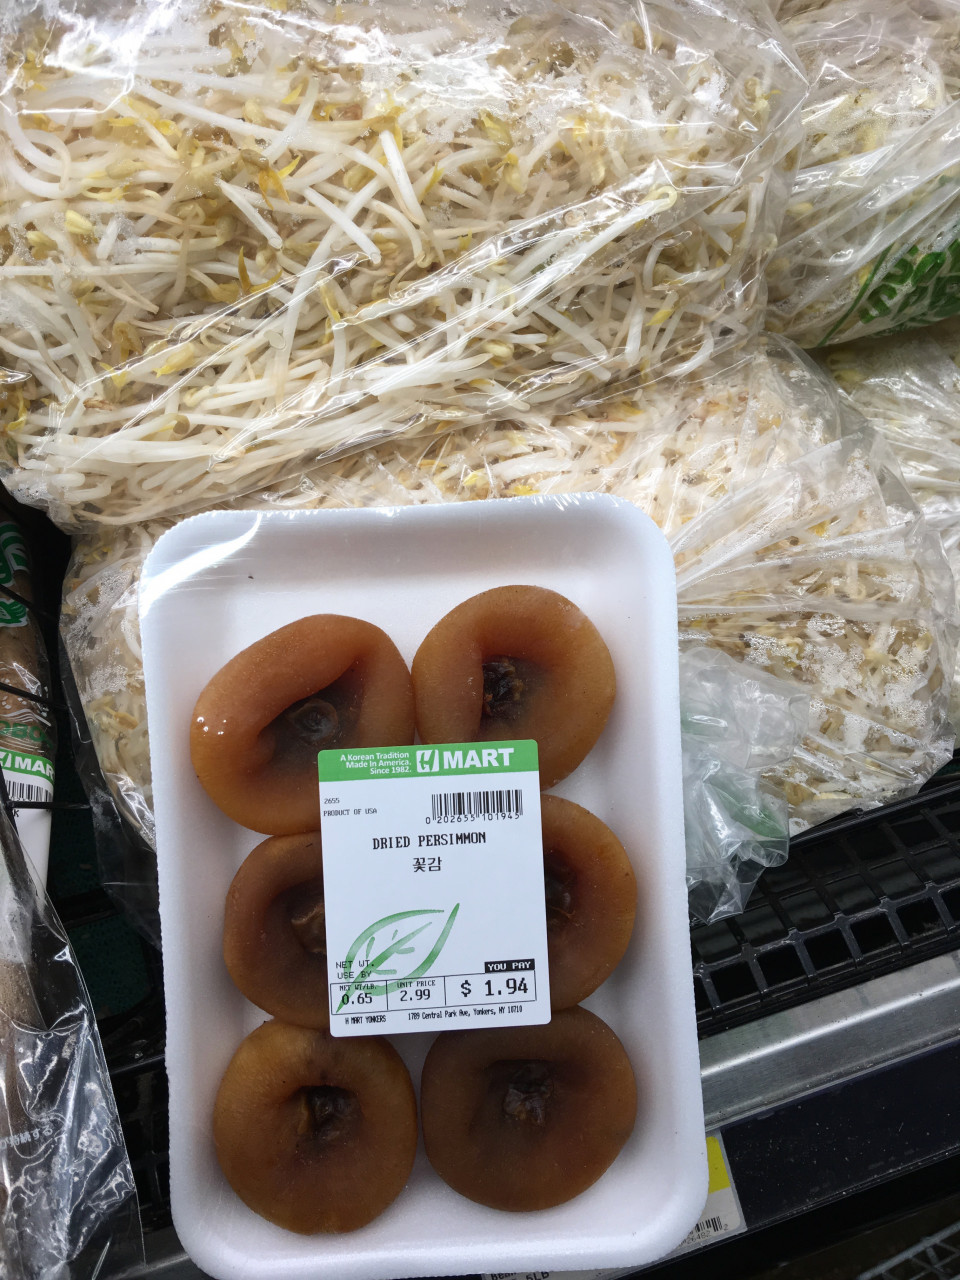 A Korean Tradition
Made In America.
Since 1982.
H MART
2655
PRODUCT OF USA
0 202655 101945
DRIED PERSIMMON
꽃감
NET WT.
USE BY
YOU PAY
NET WT/LB.
0.65
UNIT PRICE
2.99
$ 1.94
H MART YONKERS 1789 Central Park Ave, Yonkers, NY 10710
H MART